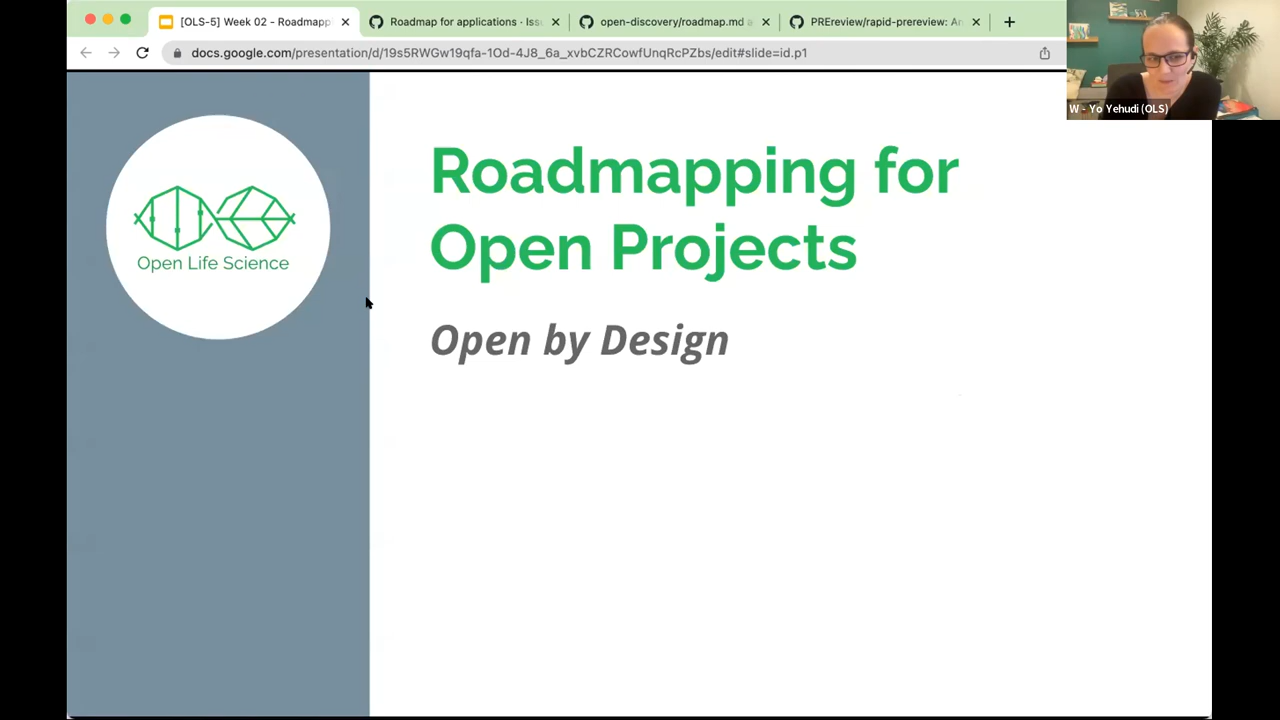 [OLS-5] Week 02 - Roadmapp
Roadmap for applications · Iss
open-discovery/roadmap.md a
PREreview/rapid-prereview: An
docs.google.com/presentation/d/19s5RWGw19qfa-1Od-4J8_6a_xvbCZRCowfUnqRcPZbs/edit#slide=id.p1
W - Yo Yehudi (OLS)
Open Life Science
Roadmapping for
Open Projects
Open by Design